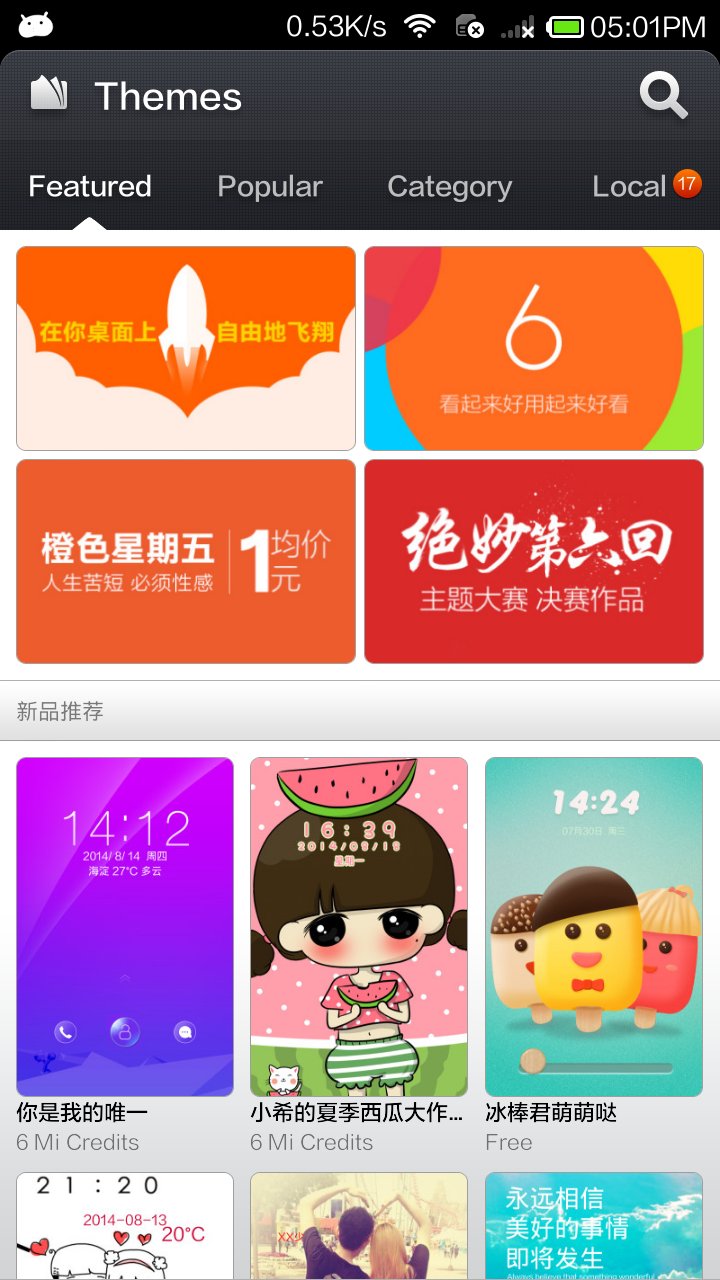 0.53K/s
05:01PM
Themes
Featured
Popular
Category
Local
17
在你桌面上
自由地飞翔
6
看起来好用起来好看
橙色星期五
人生苦短 必须性感
1
均价
元
绝妙第六回
主题大赛 决赛作品
新品推荐
14:12
2014/ 8/ 14 周四
海淀 27°C 多云
16:39
2014/08/18
星期一
14:24
07月30日 周三
你是我的唯一
6 Mi Credits
小希的夏季西瓜大作...
6 Mi Credits
冰棒君萌萌哒
Free
21:20
2014-08-13
20°C
永远相信
美好的事情
即将发生
Always believe that something wonderful